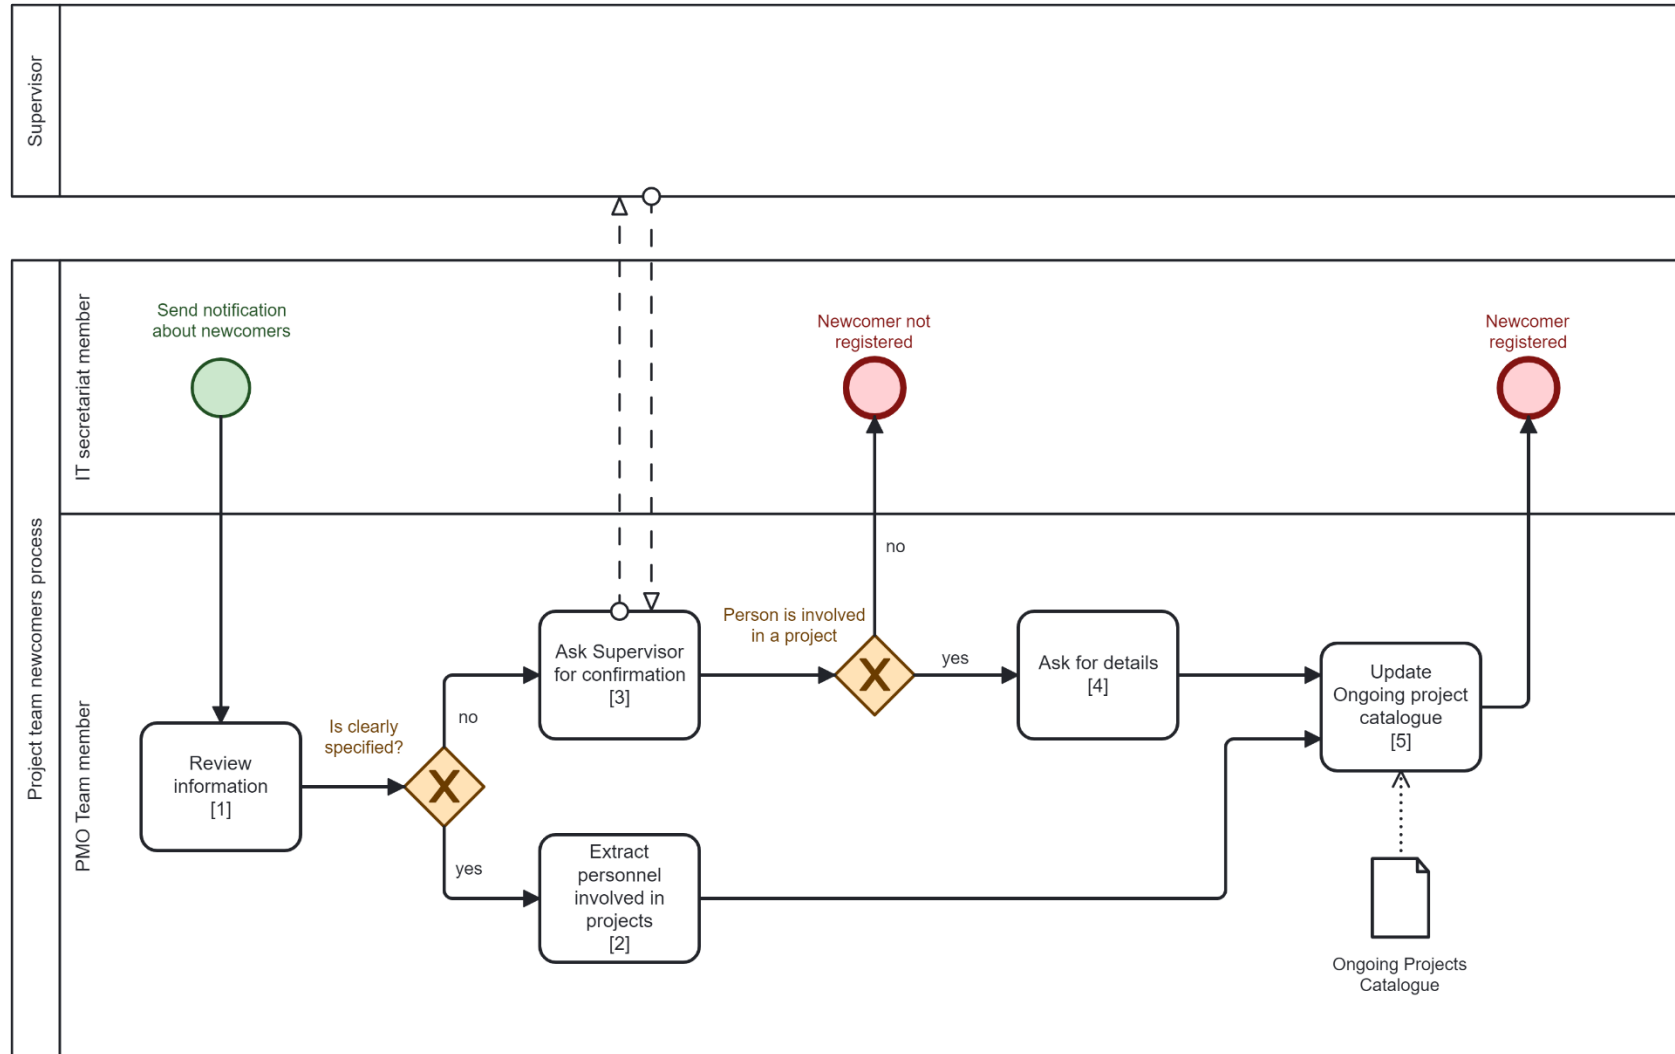 Supervisor
Project team newcomers process
IT secretariat member
Send notification
about newcomers
Newcomer not
registered
Newcomer
registered
PMO Team member
no
Person is involved
in a project
yes
Ask Supervisor
for confirmation
[3]
Ask for details
[4]
Update
Ongoing project
catalogue
[5]
Is clearly
specified?
no
Review
information
[1]
yes
Extract
personnel
involved in
projects
[2]
Ongoing Projects
Catalogue